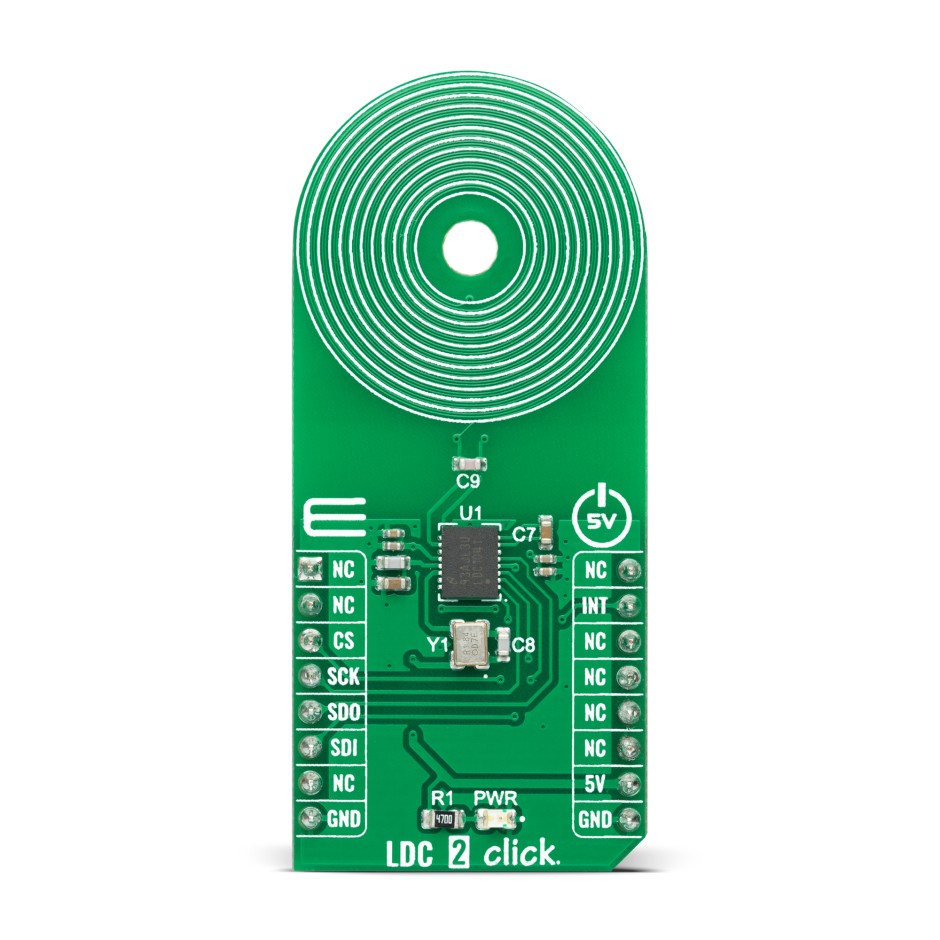 C9
U1
C7
5V
NC
NC
CS
SCK
SDO
SDI
NC
GND
Y1
C8
NC
INT
NC
NC
NC
NC
5V
GND
R1 PWR
4700
LDC 2 click.